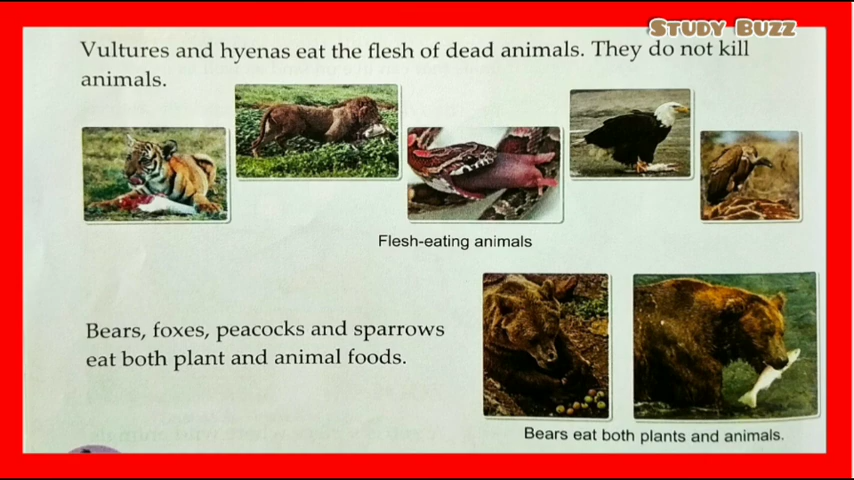 STUDY BUZZ
Vultures and hyenas eat the flesh of dead animals. They do not kill
animals.
Flesh-eating animals
Bears, foxes, peacocks and sparrows
eat both plant and animal foods.
Bears eat both plants and animals.